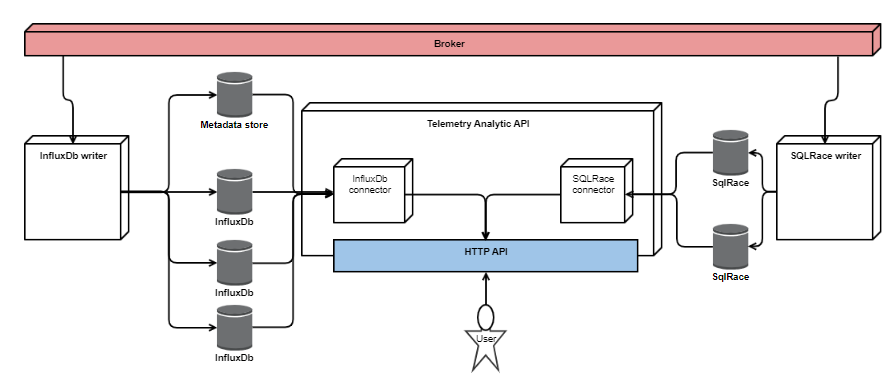 Broker
Metadata store
Telemetry Analytic API
InfluxDb writer
SQLRace writer
InfluxDb
connector
SQLRace
connector
SqlRace
InfluxDb
HTTP API
SqlRace
InfluxDb
User
InfluxDb